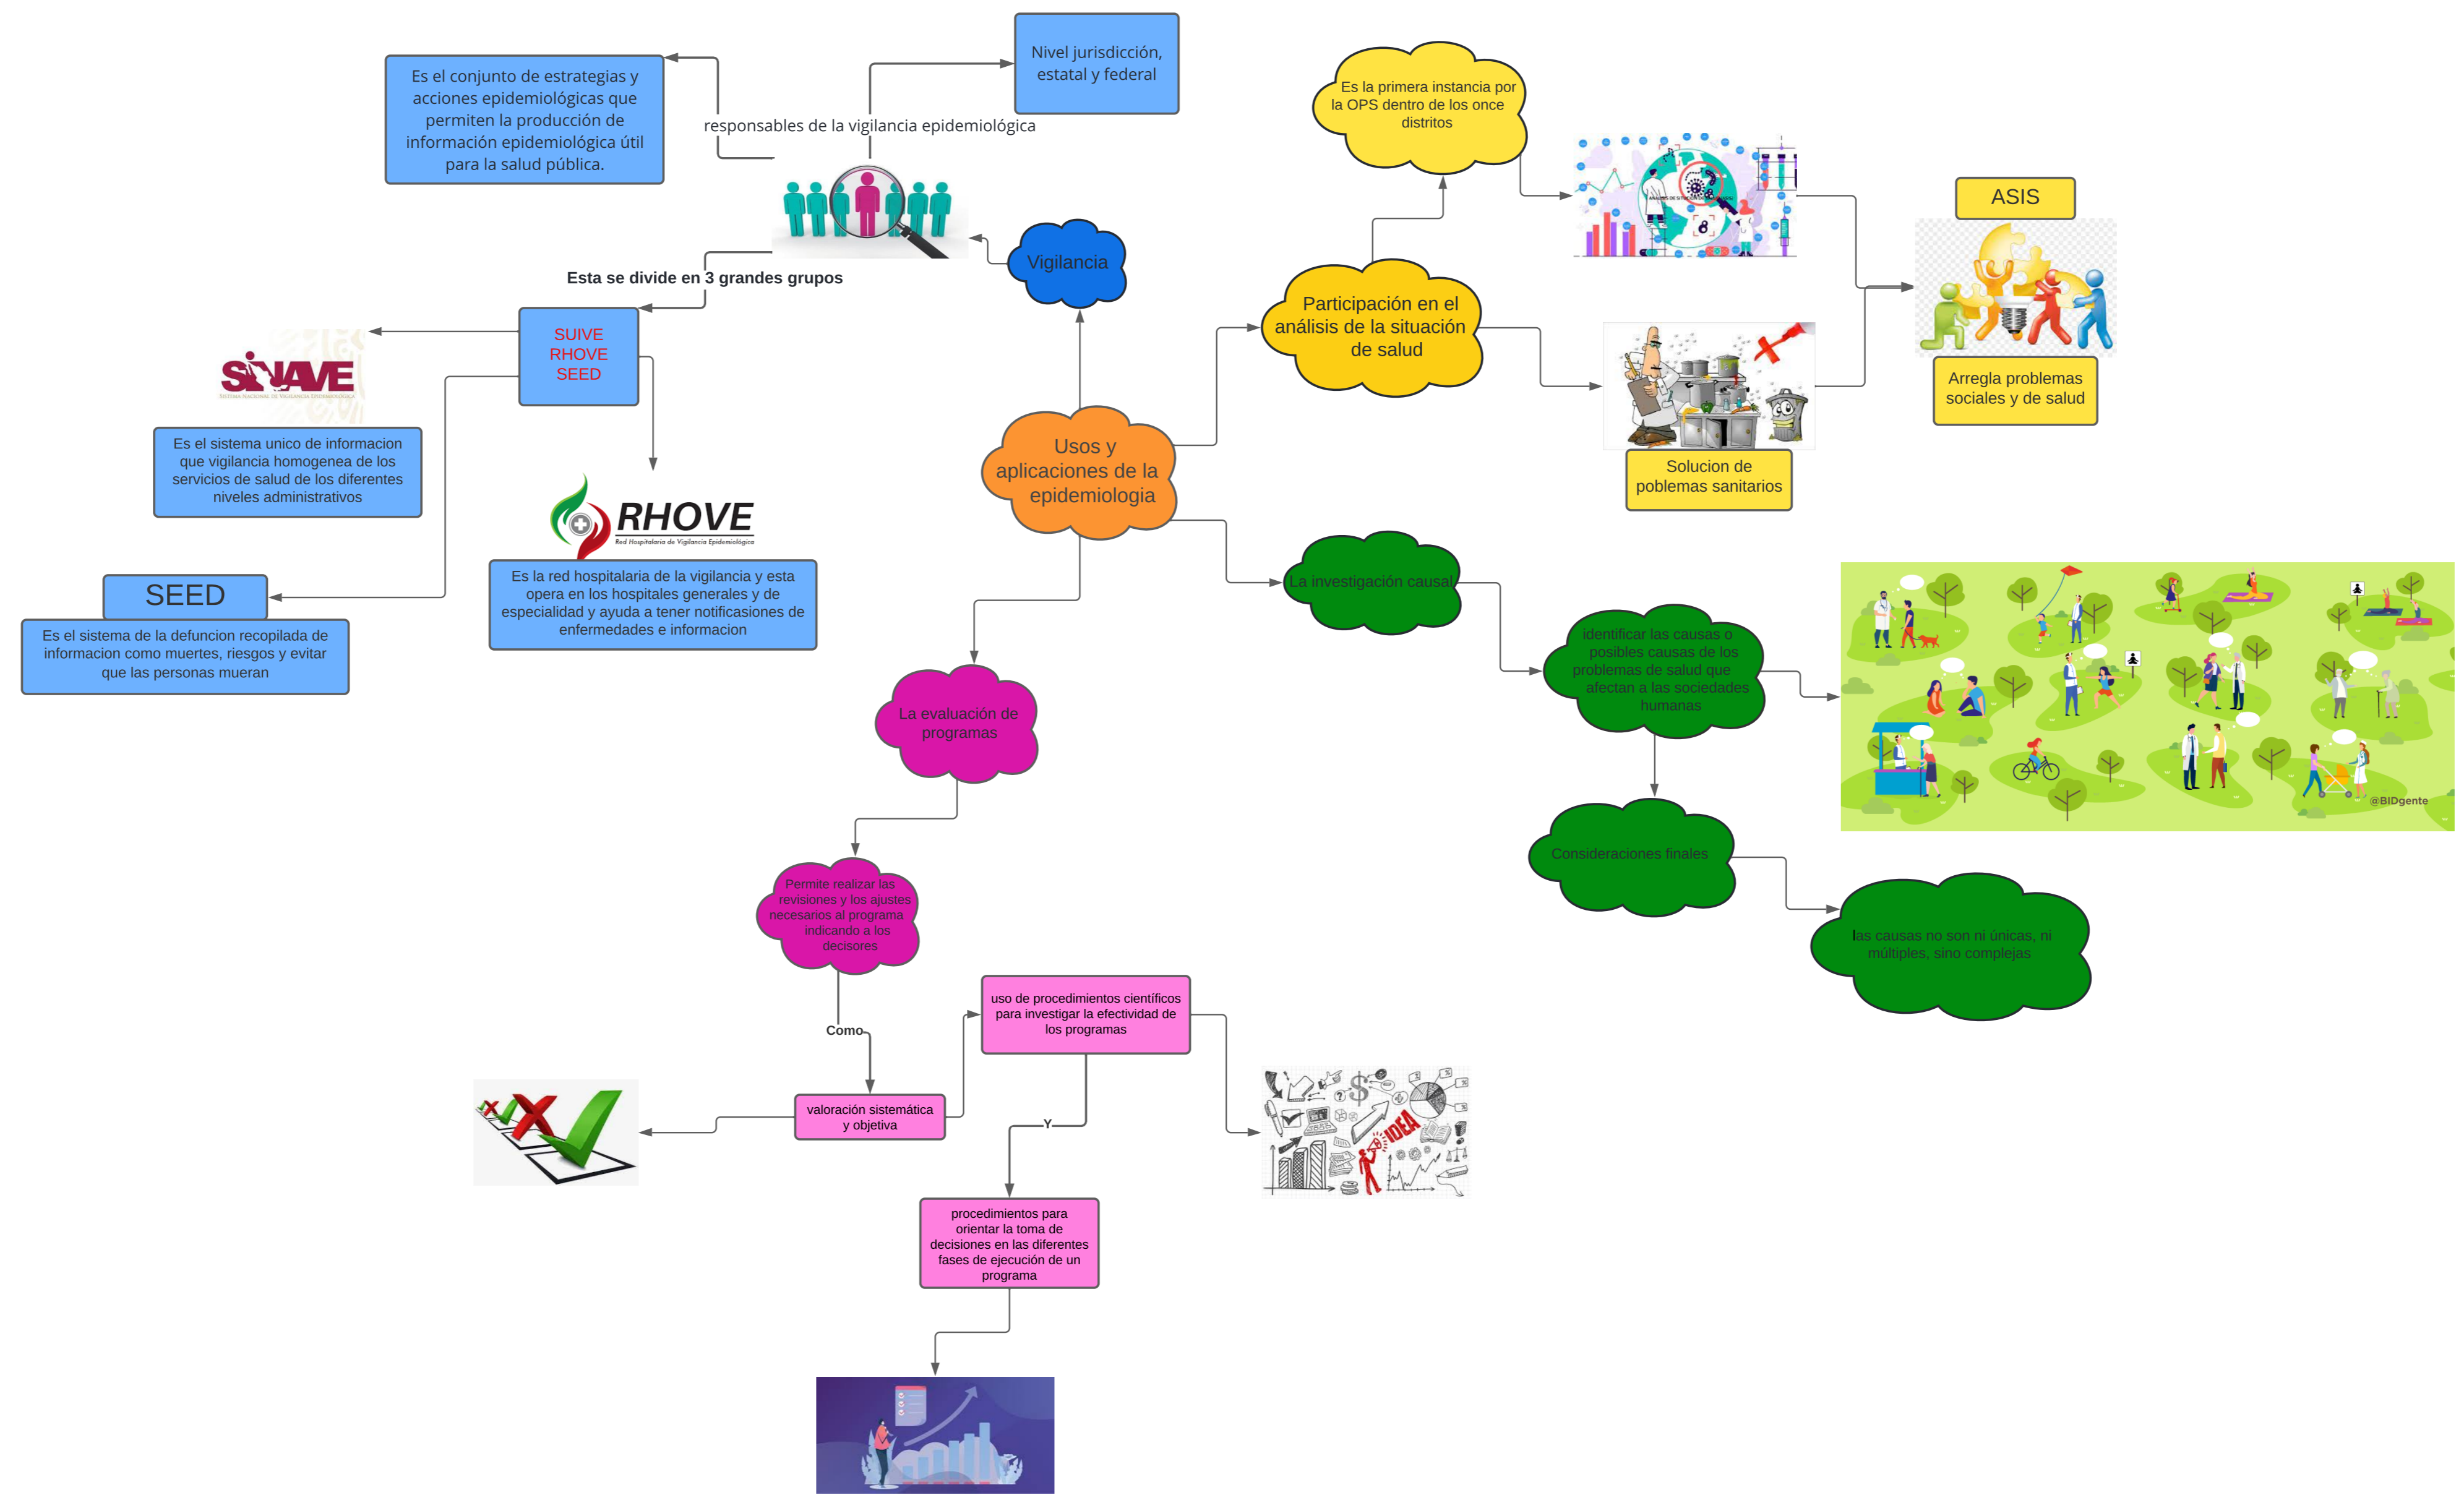 Nivel jurisdicción,
estatal y federal
Es el conjunto de estrategias y
acciones epidemiológicas que
permiten la producción de
información epidemiológica útil
para la salud pública.
responsables de la vigilancia epidemiológica
Vigilancia
Esta se divide en 3 grandes grupos
SUIVE
RHOVE
SEED
SINAVE
SISTEMA NACIONAL DE VIGILANCIA EPIDEMIOLÓGICA
Es el sistema unico de informacion
que vigilancia homogenea de los
servicios de salud de los diferentes
niveles administrativos
RHOVE
Red Hospitalaria de Vigilancia Epidemiológica
Es la red hospitalaria de la vigilancia y esta
opera en los hospitales generales y de
especialidad y ayuda a tener notificasiones de
enfermedades e informacion
SEED
Es el sistema de la defuncion recopilada de
informacion como muertes, riesgos y evitar
que las personas mueran
Usos y
aplicaciones de la
epidemiologia
Es la primera instancia por
la OPS dentro de los once
distritos
Participación en el
análisis de la situación
de salud
ASIS
Arregla problemas
sociales y de salud
Solucion de
poblemas sanitarios
La investigación causal
identificar las causas o
posibles causas de los
problemas de salud que
afectan a las sociedades
humanas
@BIDgente
Consideraciones finales
las causas no son ni únicas, ni
múltiples, sino complejas
La evaluación de
programas
Permite realizar las
revisiones y los ajustes
necesarios al programa
indicando a los
decisores
Como
valoración sistemática
y objetiva
uso de procedimientos científicos
para investigar la efectividad de
los programas
IDEA
Y
procedimientos para
orientar la toma de
decisiones en las diferentes
fases de ejecución de un
programa